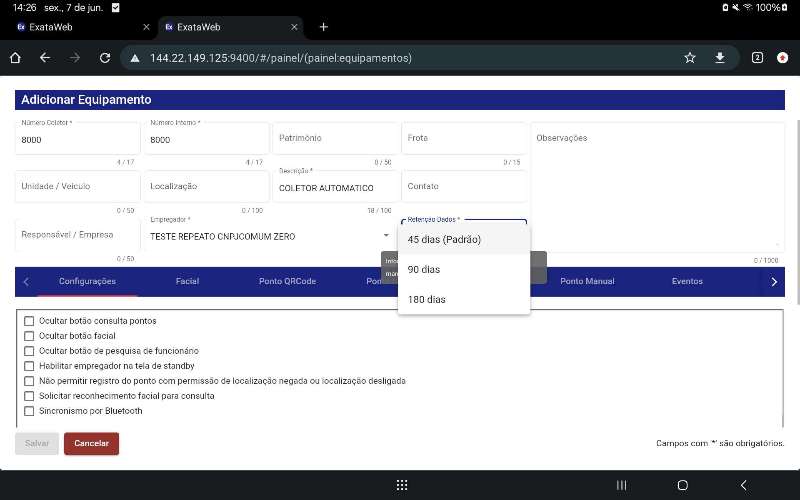 14:26 sex., 7 de jun. 100%
Ex ExataWeb
Ex ExataWeb
144.22.149.125:9400/#/painel/(painel:equipamentos) 2
Adicionar Equipamento
Número Coletor *
8000
4 / 17
Número Interno *
8000
4 / 17
Patrimônio
0 / 50
Frota
0 / 15
Observações
0 / 1000
Unidade / Veículo
0 / 50
Localização
0 / 100
Descrição *
COLETOR AUTOMATICO
18 / 100
Contato
Responsável / Empresa
0 / 50
Empregador *
TESTE REPEATO CNPJCOMUM ZERO
Retenção Dados *
45 dias (Padrão)
90 dias
180 dias
Configurações Facial Ponto QRCode Ponto Manual Eventos
Ocultar botão consulta pontos
Ocultar botão facial
Ocultar botão de pesquisa de funcionário
Habilitar empregador na tela de standby
Não permitir registro do ponto com permissão de localização negada ou localização desligada
Solicitar reconhecimento facial para consulta
Sincronismo por Bluetooth
Salvar Cancelar Campos com '*' são obrigatórios.